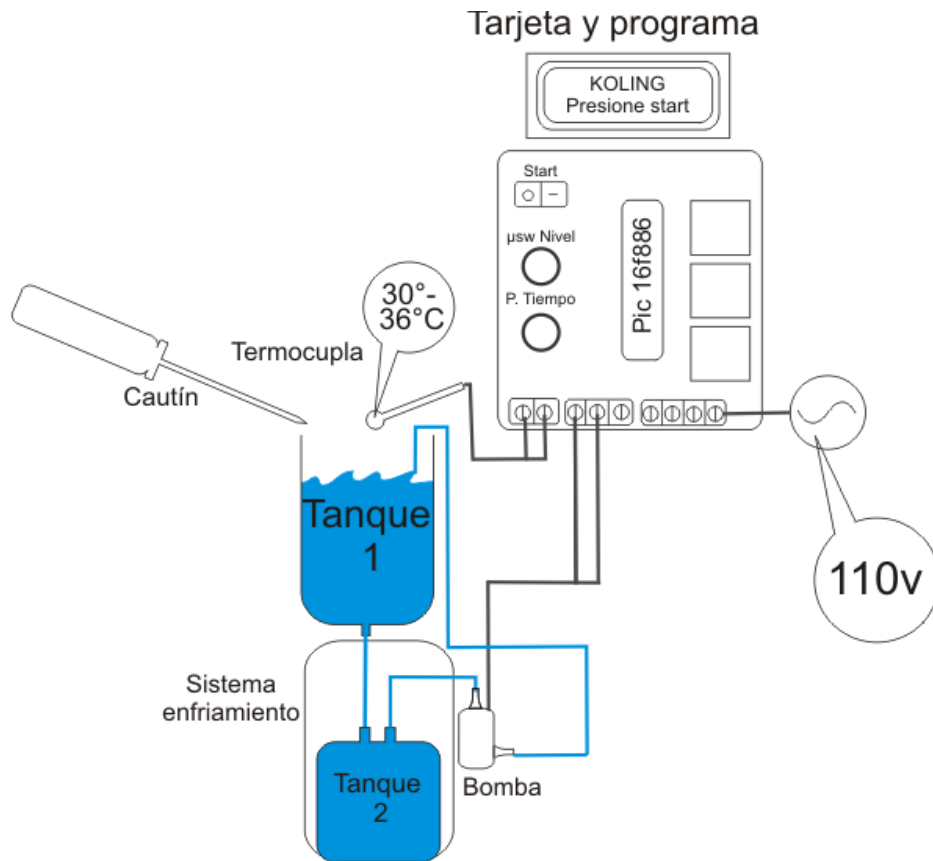 Tarjeta y programa
KOLING
Presione start
Start
µsw Nivel
P. Tiempo
Pic 16f886
30°-
36°C
Termocupla
Cautín
Tanque
1
110v
Sistema
enfriamiento
Bomba
Tanque
2